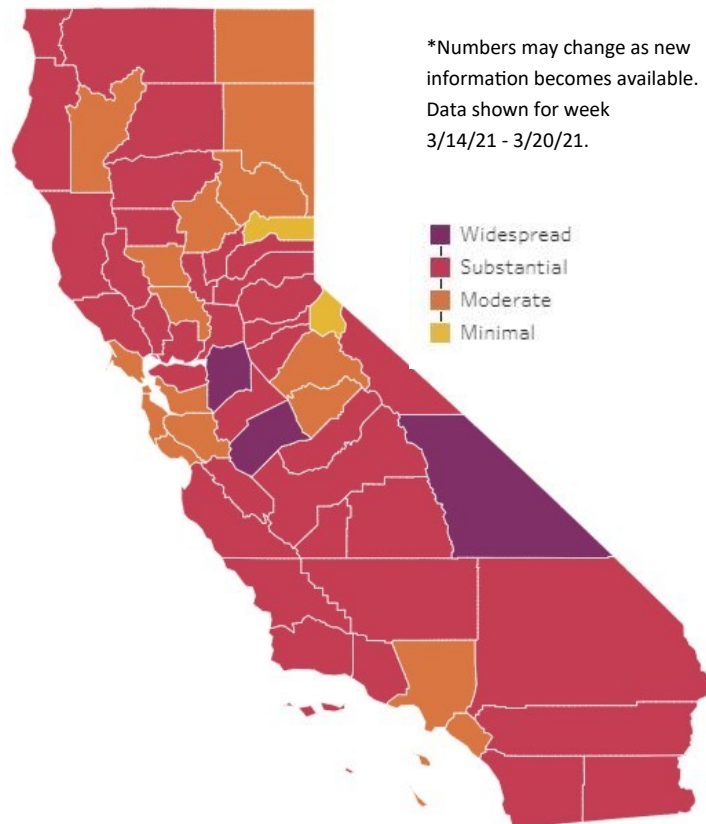 *Numbers may change as new
information becomes available.
Data shown for week
3/14/21 - 3/20/21.
Widespread
Substantial
Moderate
Minimal